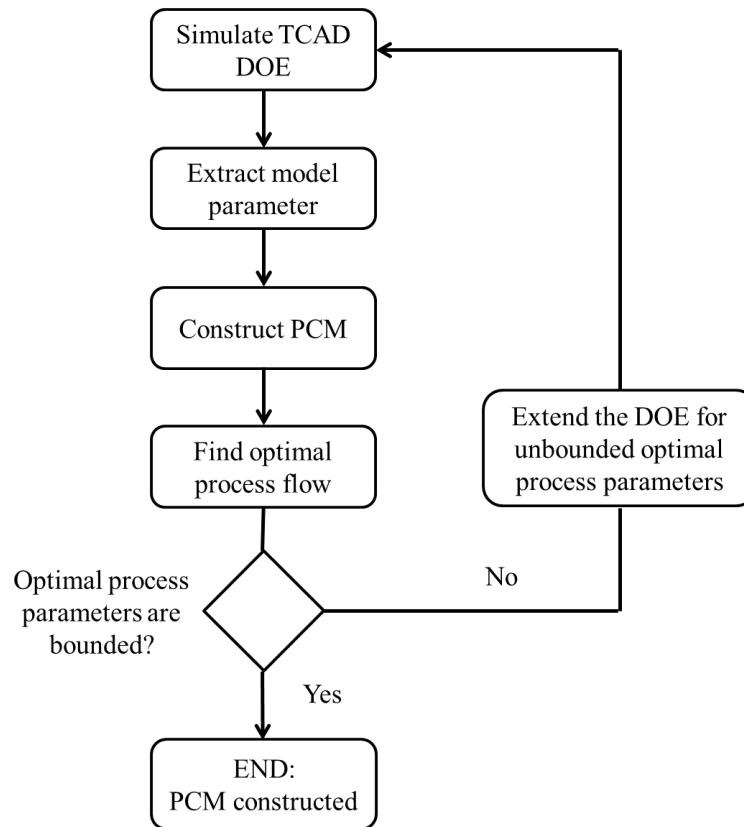 Simulate TCAD
DOE
Extract model
parameter
Construct PCM
Find optimal
process flow
Extend the DOE for
unbounded optimal
process parameters
Optimal process
parameters are
bounded?
No
Yes
END:
PCM constructed